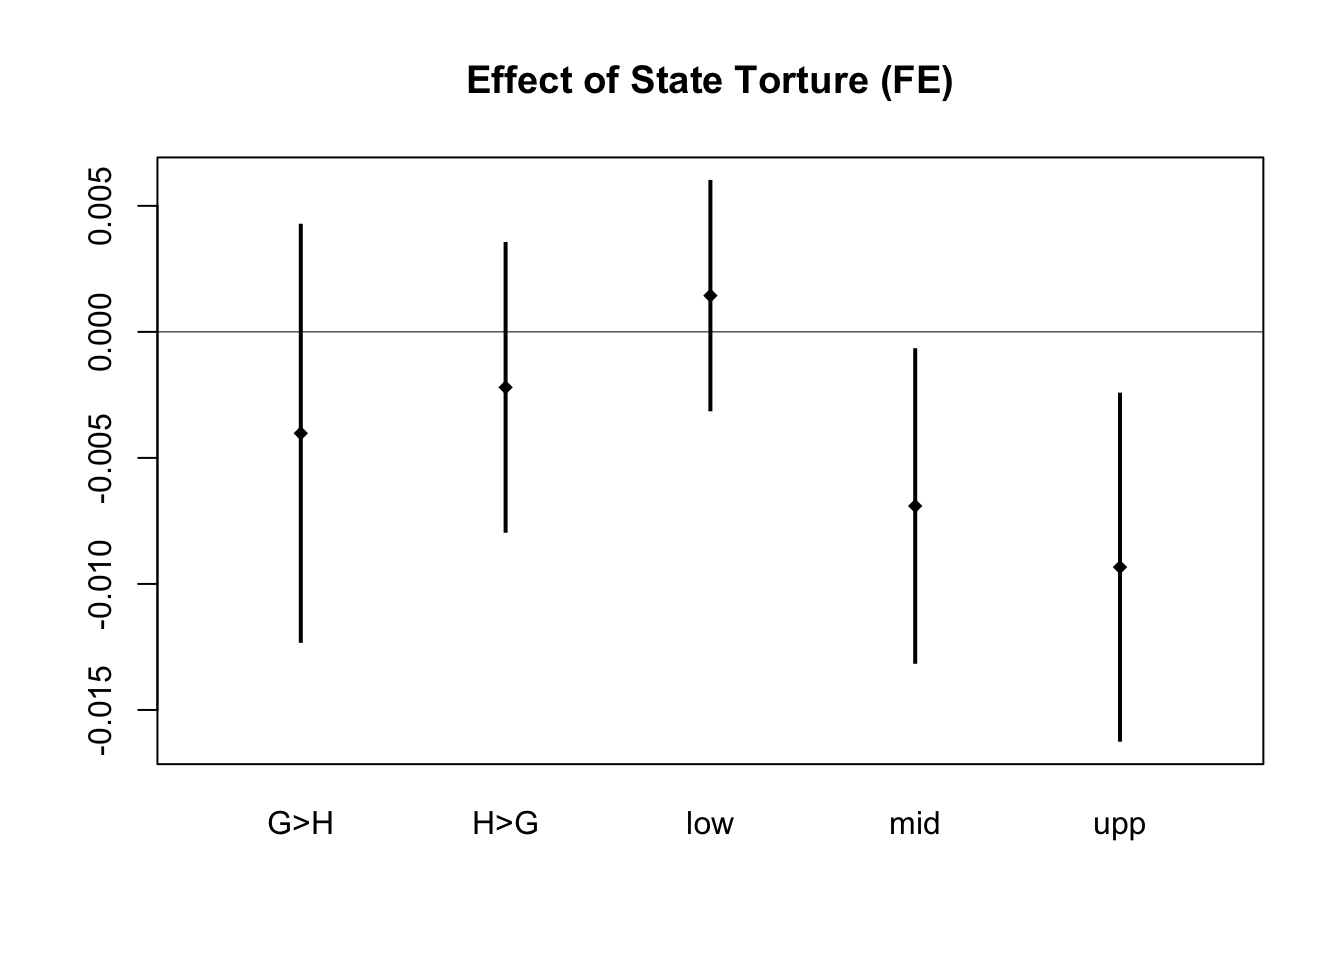 Effect of State Torture (FE)
0.005
0.000
-0.005
-0.010
-0.015
G>H H>G low mid upp